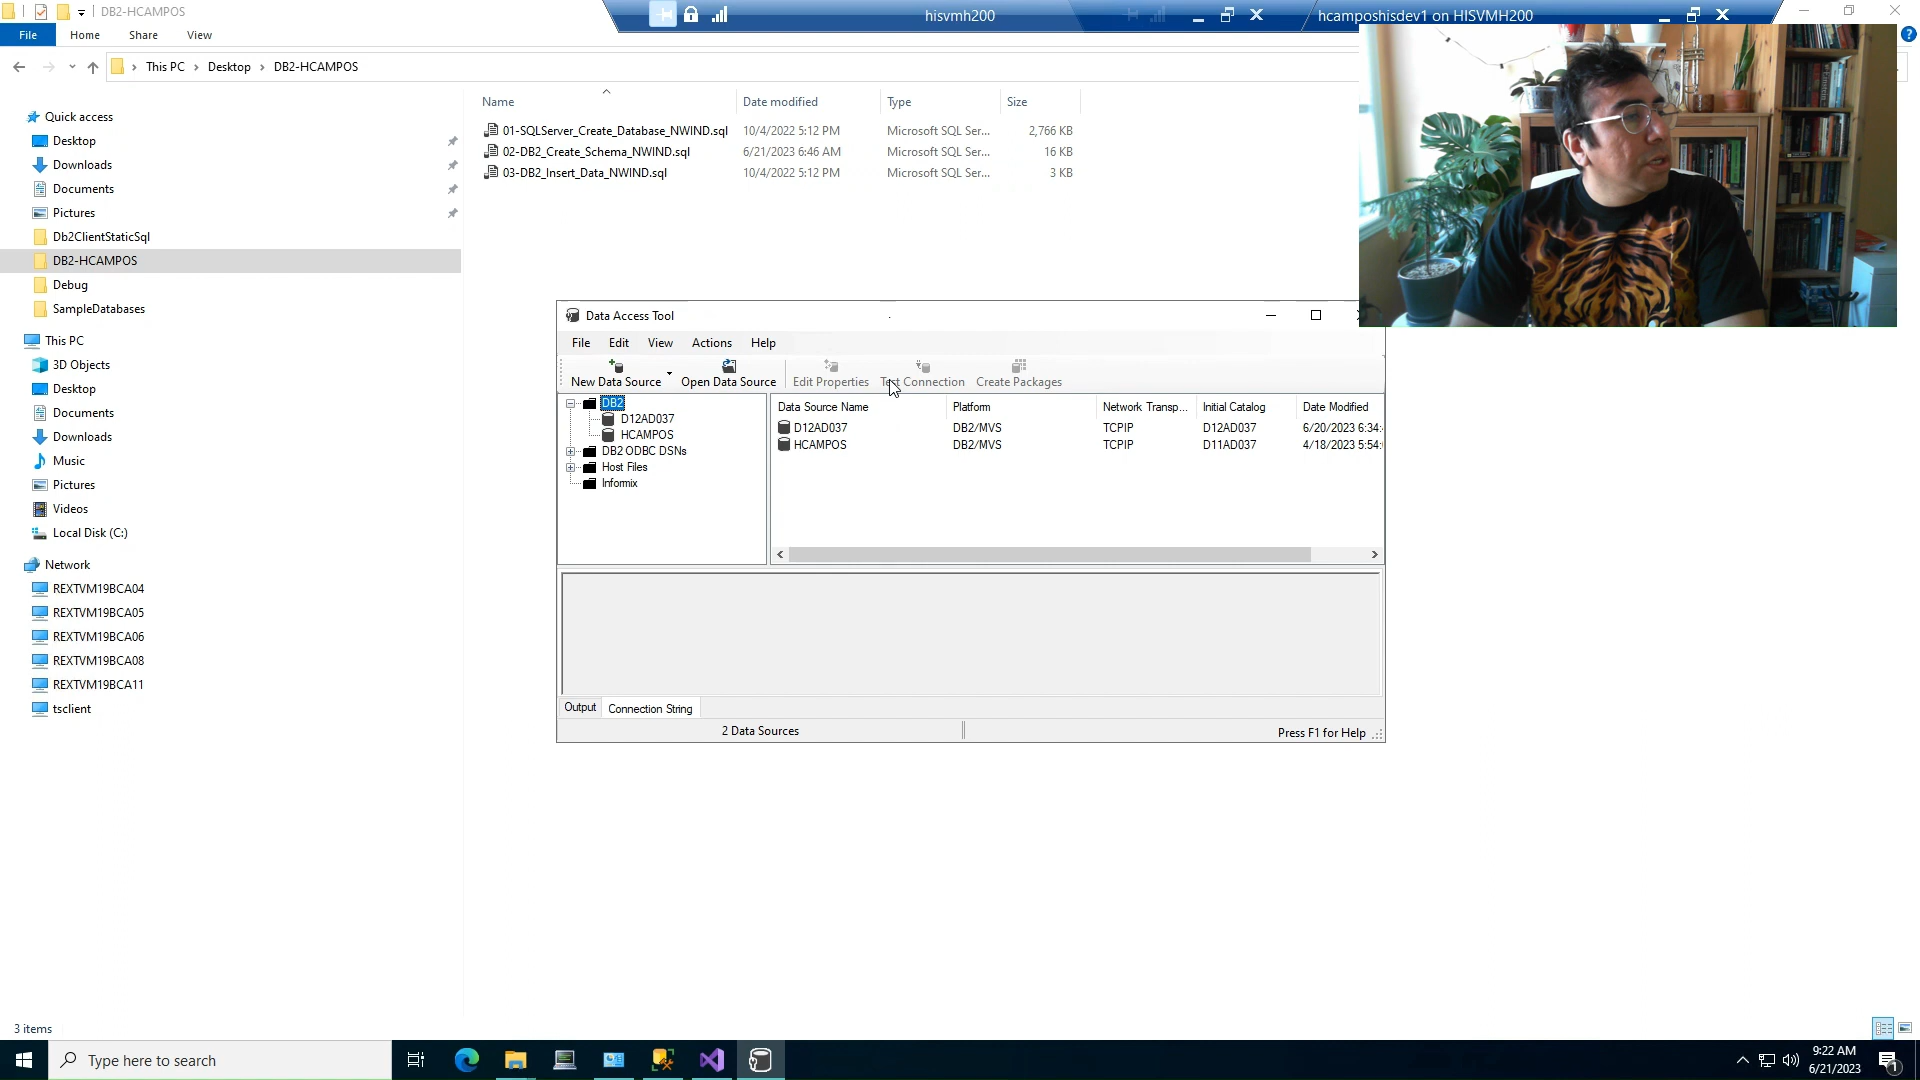 DB2-HCAMPOS
hisvmh200
hcamposhisdev1 on HISVMH200
File
Home
Share
View
This PC
Desktop
DB2-HCAMPOS
Quick access
Desktop
Downloads
Documents
Pictures
Db2ClientStaticSql
DB2-HCAMPOS
Debug
SampleDatabases
This PC
3D Objects
Desktop
Documents
Downloads
Music
Pictures
Videos
Local Disk (C:)
Network
REXTVM19BCA04
REXTVM19BCA05
REXTVM19BCA06
REXTVM19BCA08
REXTVM19BCA11
tsclient
Name Date modified Type Size
01-SQLServer_Create_Database_NWIND.sql 10/4/2022 5:12 PM Microsoft SQL Ser... 2,766 KB
02-DB2_Create_Schema_NWIND.sql 6/21/2023 6:46 AM Microsoft SQL Ser... 16 KB
03-DB2_Insert_Data_NWIND.sql 10/4/2022 5:12 PM Microsoft SQL Ser... 3 KB
Data Access Tool
File Edit View Actions Help
New Data Source Open Data Source Edit Properties Test Connection Create Packages
DB2
D12AD037
HCAMPOS
DB2 ODBC DSNs
Host Files
Informix
Data Source Name Platform Network Transp... Initial Catalog Date Modified
D12AD037 DB2/MVS TCPIP D12AD037 6/20/2023 6:34:
HCAMPOS DB2/MVS TCPIP D11AD037 4/18/2023 5:54:
Output Connection String
2 Data Sources
Press F1 for Help
3 items
Type here to search
9:22 AM
6/21/2023
1